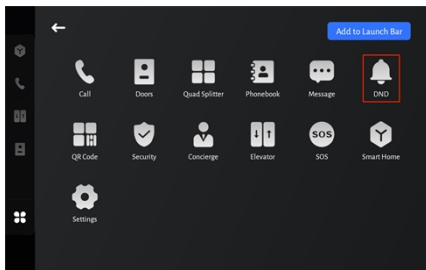 Add to Launch Bar
Call Doors Quad Splitter Phonebook Message DND
QR Code Security Concierge Elevator SOS SOS Smart Home
Settings